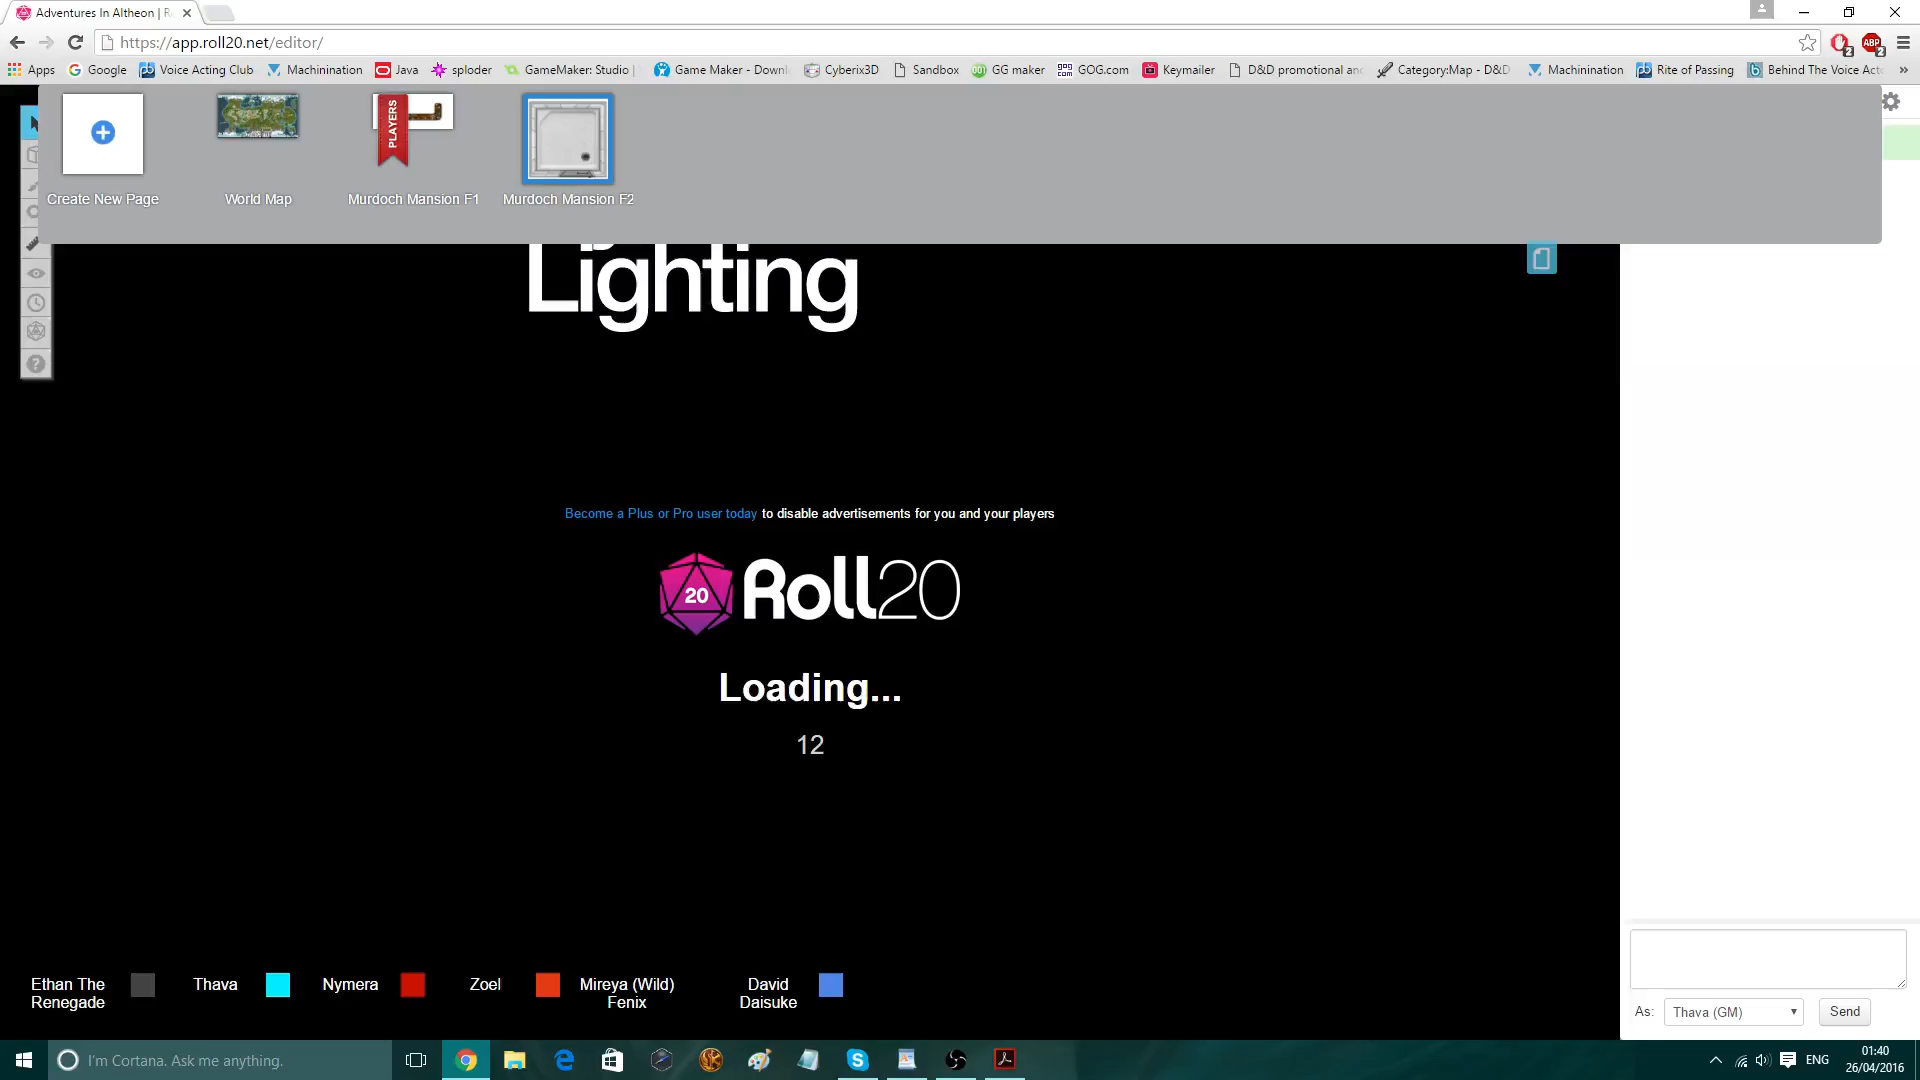 Adventures In Altheon | R
https://app.roll20.net/editor/
2
ABP
2
Apps
Google
Voice Acting Club
Machinination
Java
sploder
GameMaker: Studio |
Game Maker - Downl
Cyberix3D
Sandbox
GG maker
GOG.com
Keymailer
D&D promotional an
Category:Map - D&D
Machinination
Rite of Passing
Behind The Voice Act
»
PLAYERS
Create New Page
World Map
Murdoch Mansion F1
Murdoch Mansion F2
Lighting
Become a Plus or Pro user today to disable advertisements for you and your players
20
Roll20
Loading...
12
Ethan The
Renegade
Thava
Nymera
Zoel
Mireya (Wild)
Fenix
David
Daisuke
As:
Thava (GM)
Send
I'm Cortana. Ask me anything.
ENG
01:40
26/04/2016